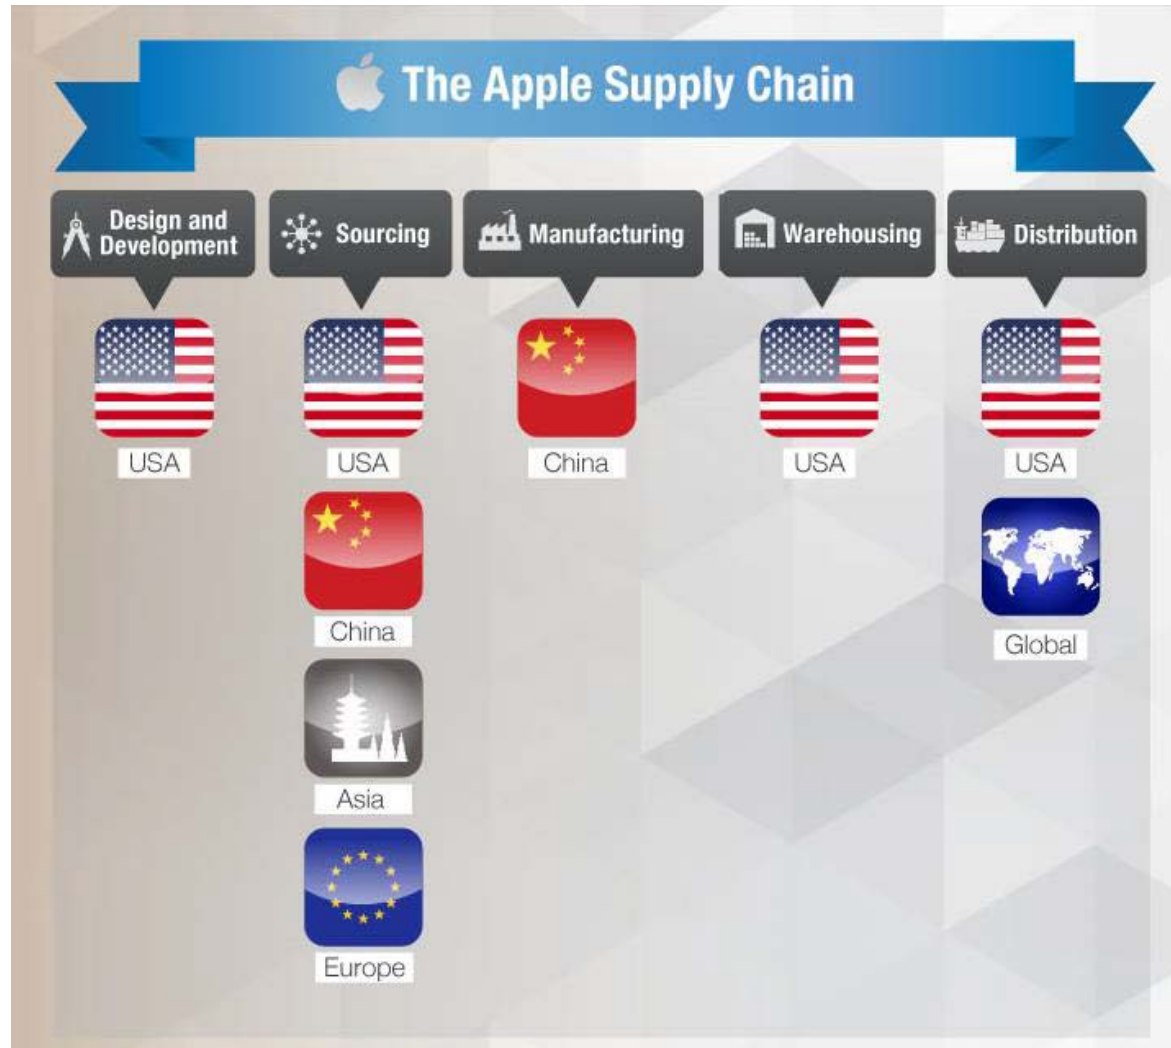 The Apple Supply Chain
Design and
Development
Sourcing
Manufacturing
Warehousing
Distribution
USA
USA
China
USA
USA
China
Global
Asia
Europe